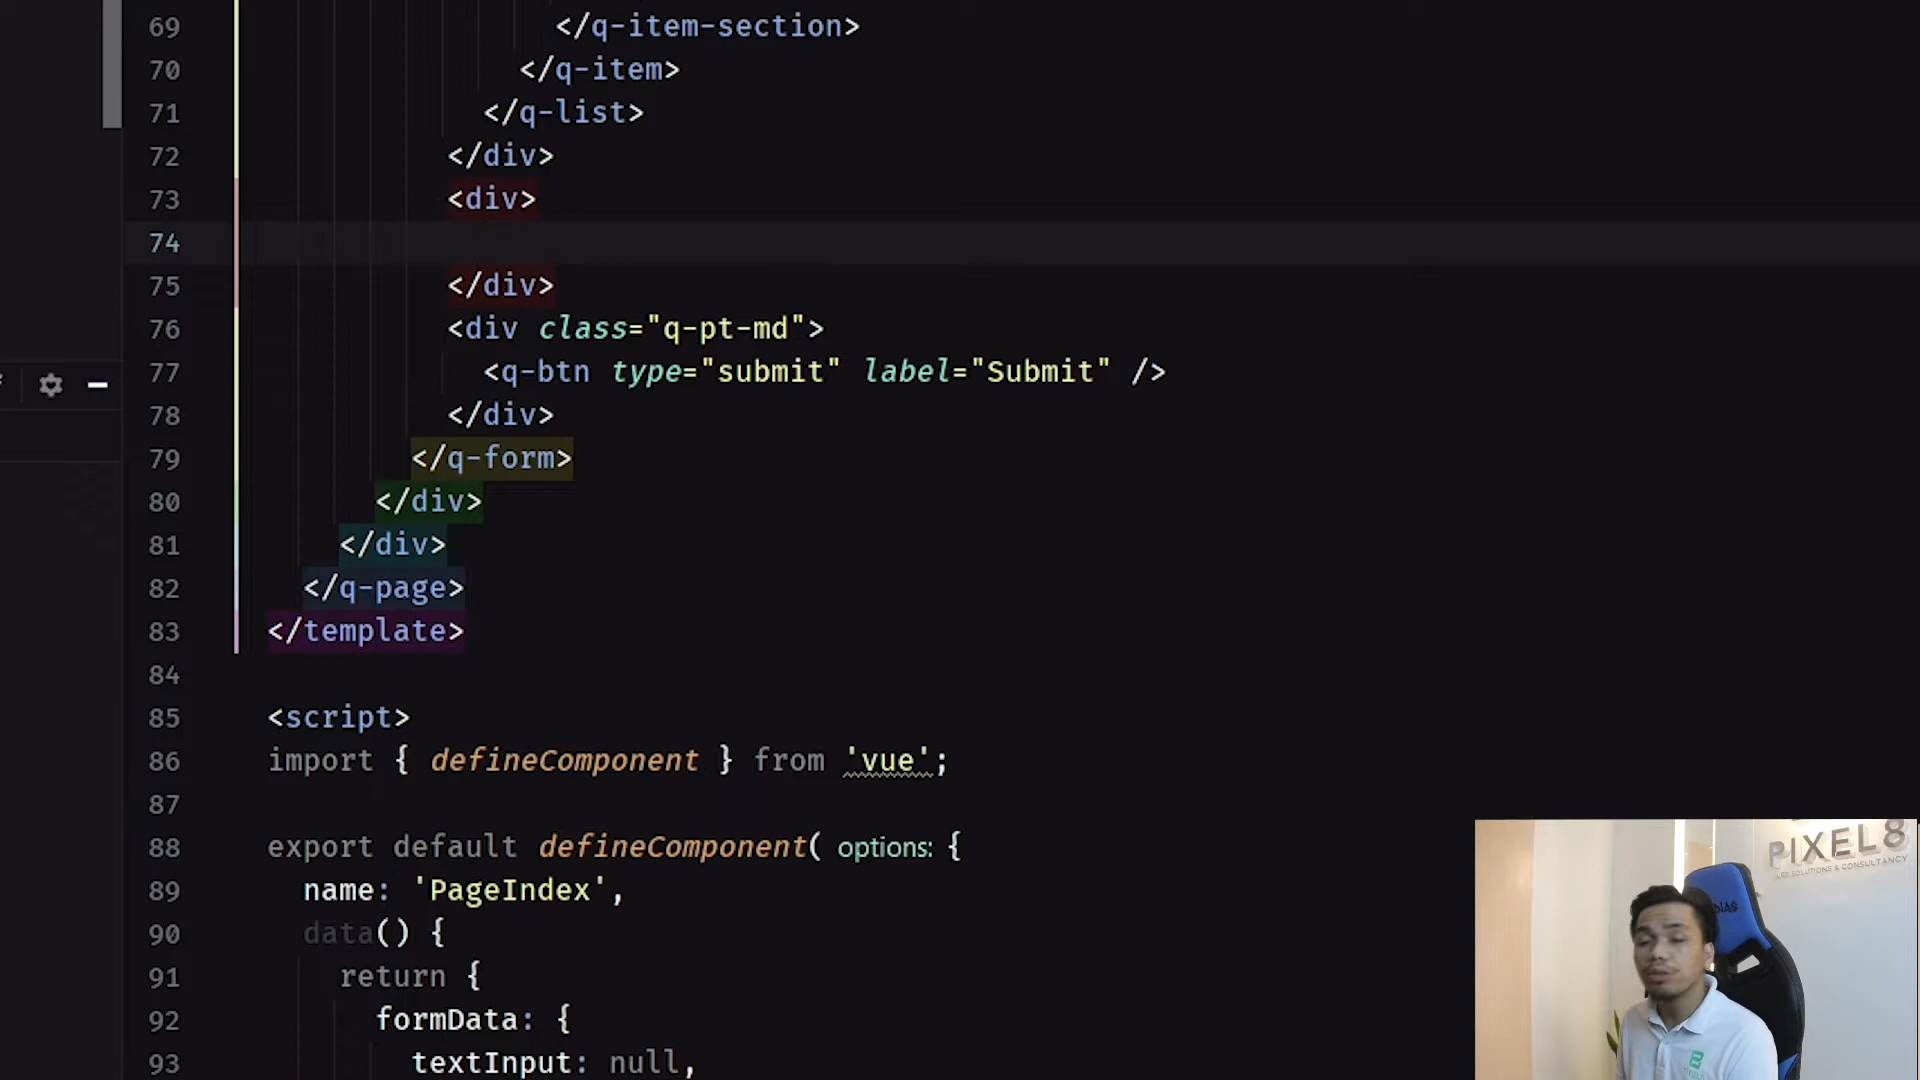 69 </q-item-section>
70 </q-item>
71 </q-list>
72 </div>
73 <div>
74
75 </div>
76 <div class="q-pt-md">
77 <q-btn type="submit" label="Submit" />
78 </div>
79 </q-form>
80 </div>
81 </div>
82 </q-page>
83 </template>
84
85 <script>
86 import { defineComponent } from 'vue';
87
88 export default defineComponent( options: {
89 name: 'PageIndex',
90 data() {
91 return {
92 formData: {
93 textInput: null,
PIXEL8
SOLUTIONS & CONSULTANCY